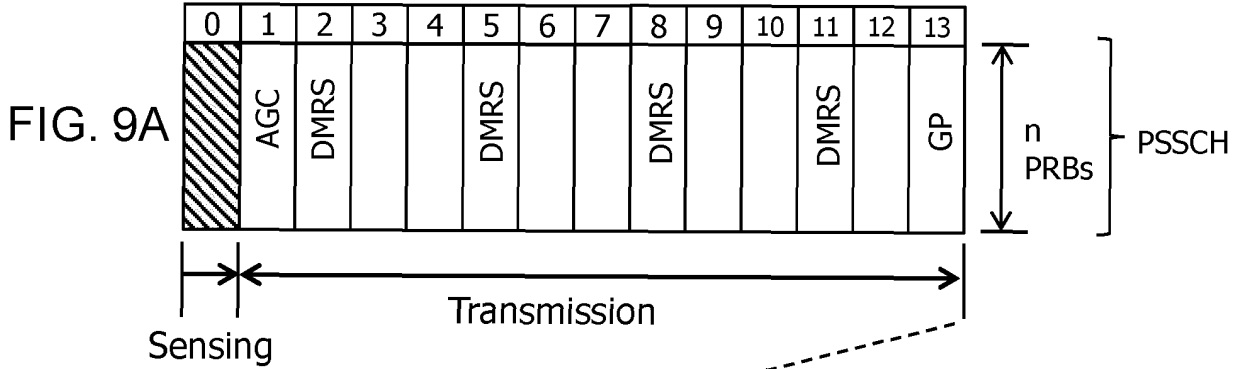 0 1 2 3 4 5 6 7 8 9 10 11 12 13
FIG. 9A
AGC
DMRS
DMRS
DMRS
DMRS
GP
n
PRBs
PSSCH
Transmission
Sensing